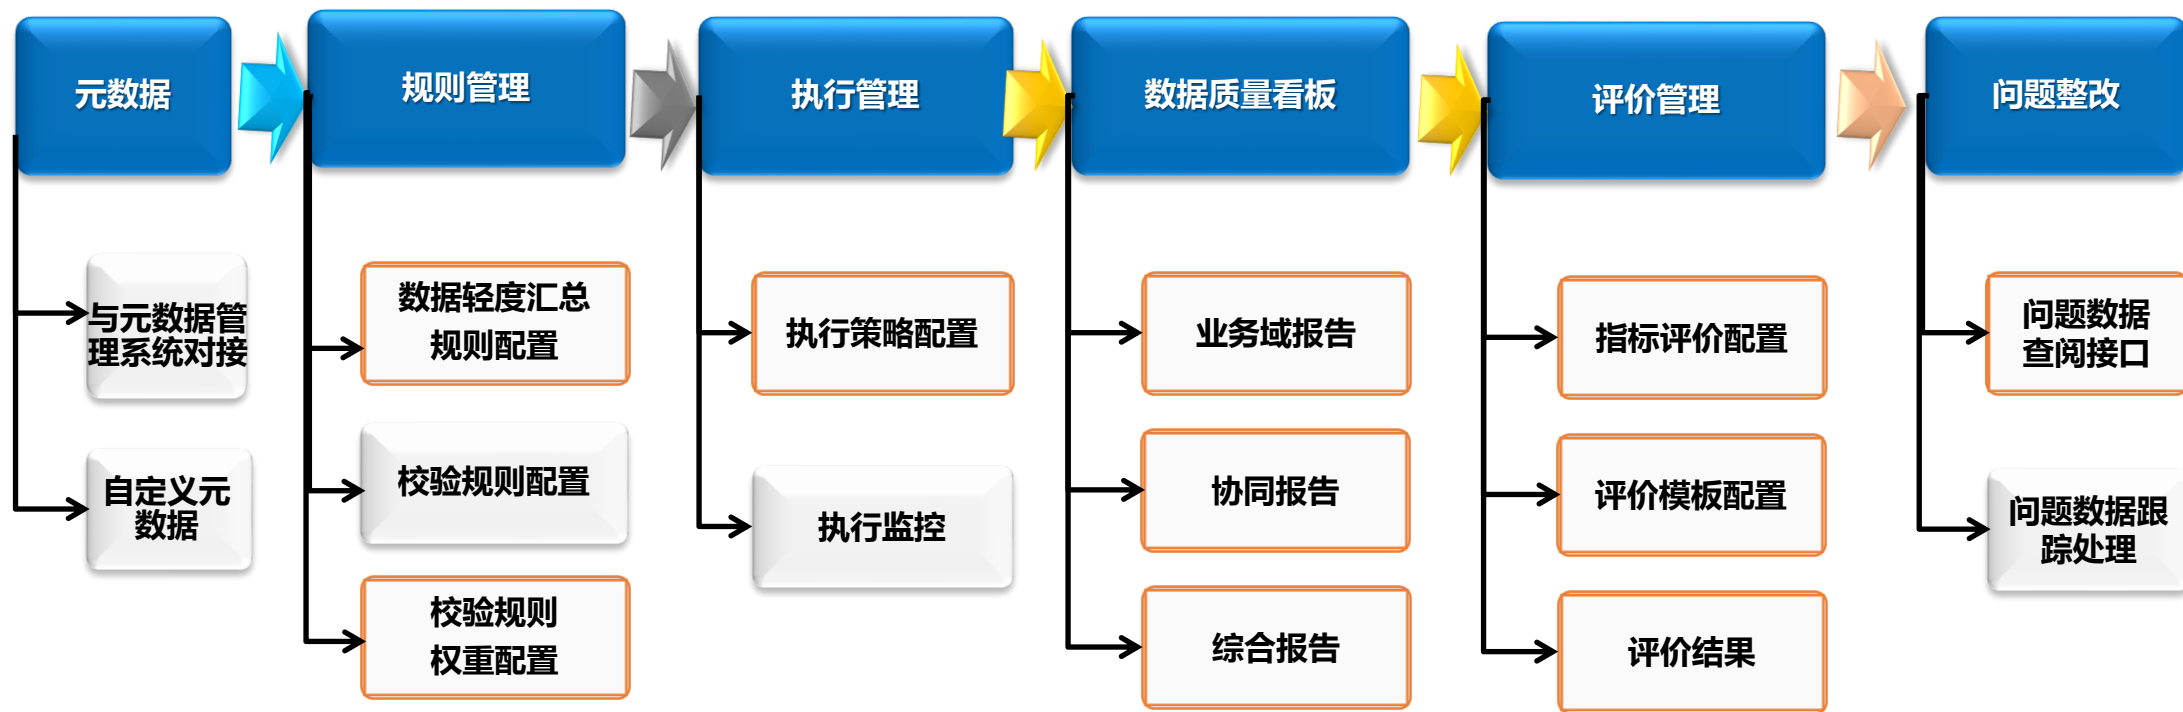 元数据
规则管理
执行管理
数据质量看板
评价管理
问题整改
与元数据管
理系统对接
自定义元
数据
数据轻度汇总
规则配置
校验规则配置
校验规则
权重配置
执行策略配置
执行监控
业务域报告
协同报告
综合报告
指标评价配置
评价模板配置
评价结果
问题数据
查阅接口
问题数据跟
踪处理